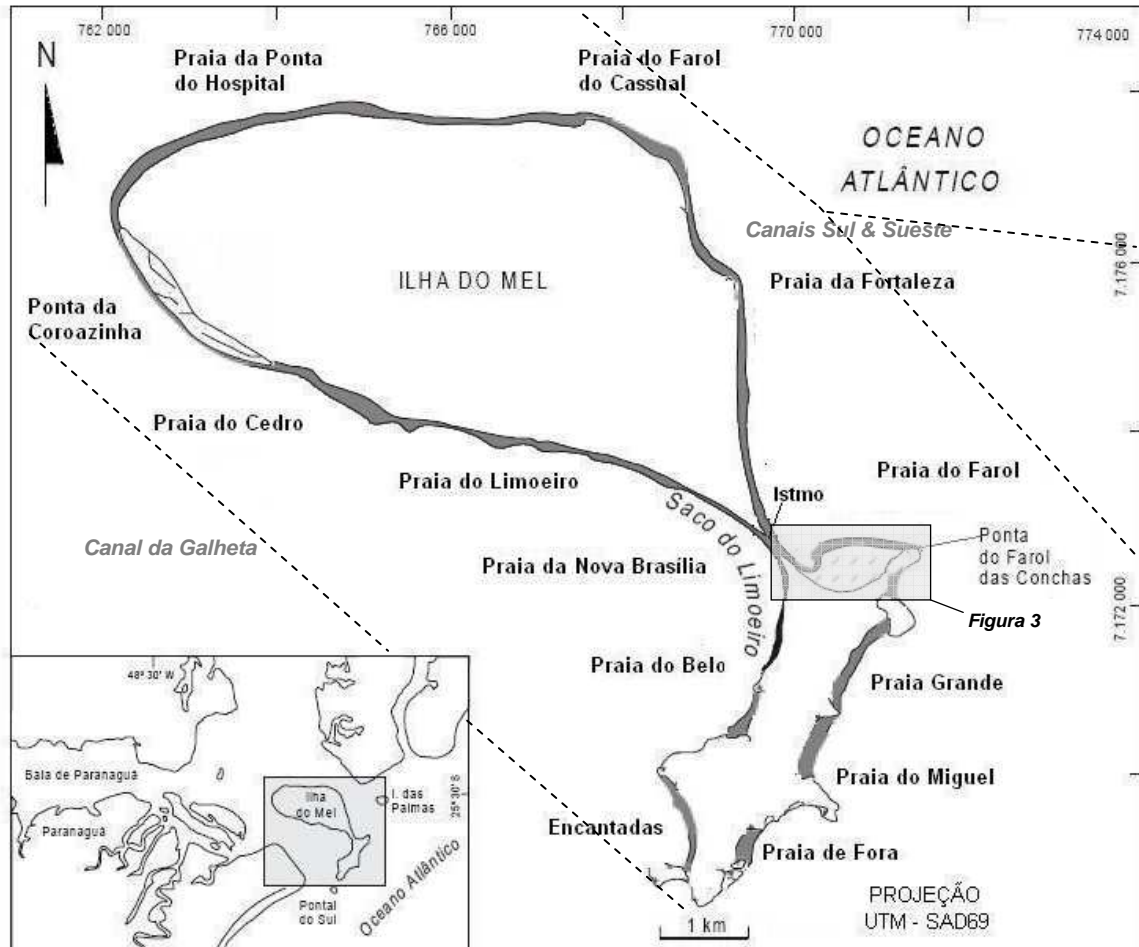 762 000
766 000
770 000
774 000
N
Praia da Ponta
do Hospital
Praia do Farol
do Cassual
OCEANO
ATLÂNTICO
Canais Sul & Sueste
7.176 000
ILHA DO MEL
Praia da Fortaleza
Ponta da
Coroazinha
Praia do Cedro
Praia do Limoeiro
Praia do Farol
Istmo
Saco do Limoeiro
Canal da Galheta
Praia da Nova Brasília
Ponta
do Farol
das Conchas
Figura 3
7.172 000
Praia do Belo
Praia Grande
Praia do Miguel
Encantadas
Praia de Fora
PROJEÇÃO
UTM - SAD69
1 km
48º 30' W
Baía de Paranaguá
Paranaguá
Ilha
do Mel
I. das
Palmas
25º 30' S
Pontal
do Sul
Oceano Atlântico